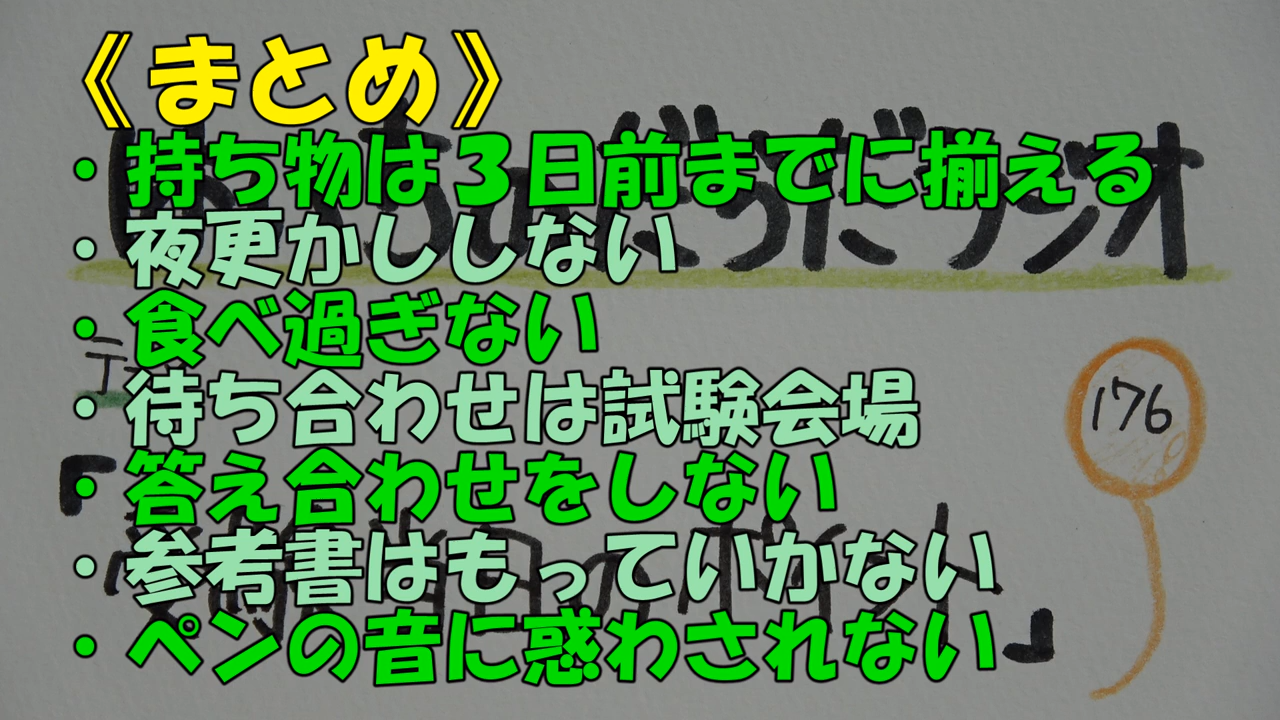 《まとめ》
・持ち物は３日前までに揃える
・夜更かししない
・食べ過ぎない
・待ち合わせは試験会場
・答え合わせをしない
・参考書はもっていかない
・ペンの音に惑わされない
ラジオ
176